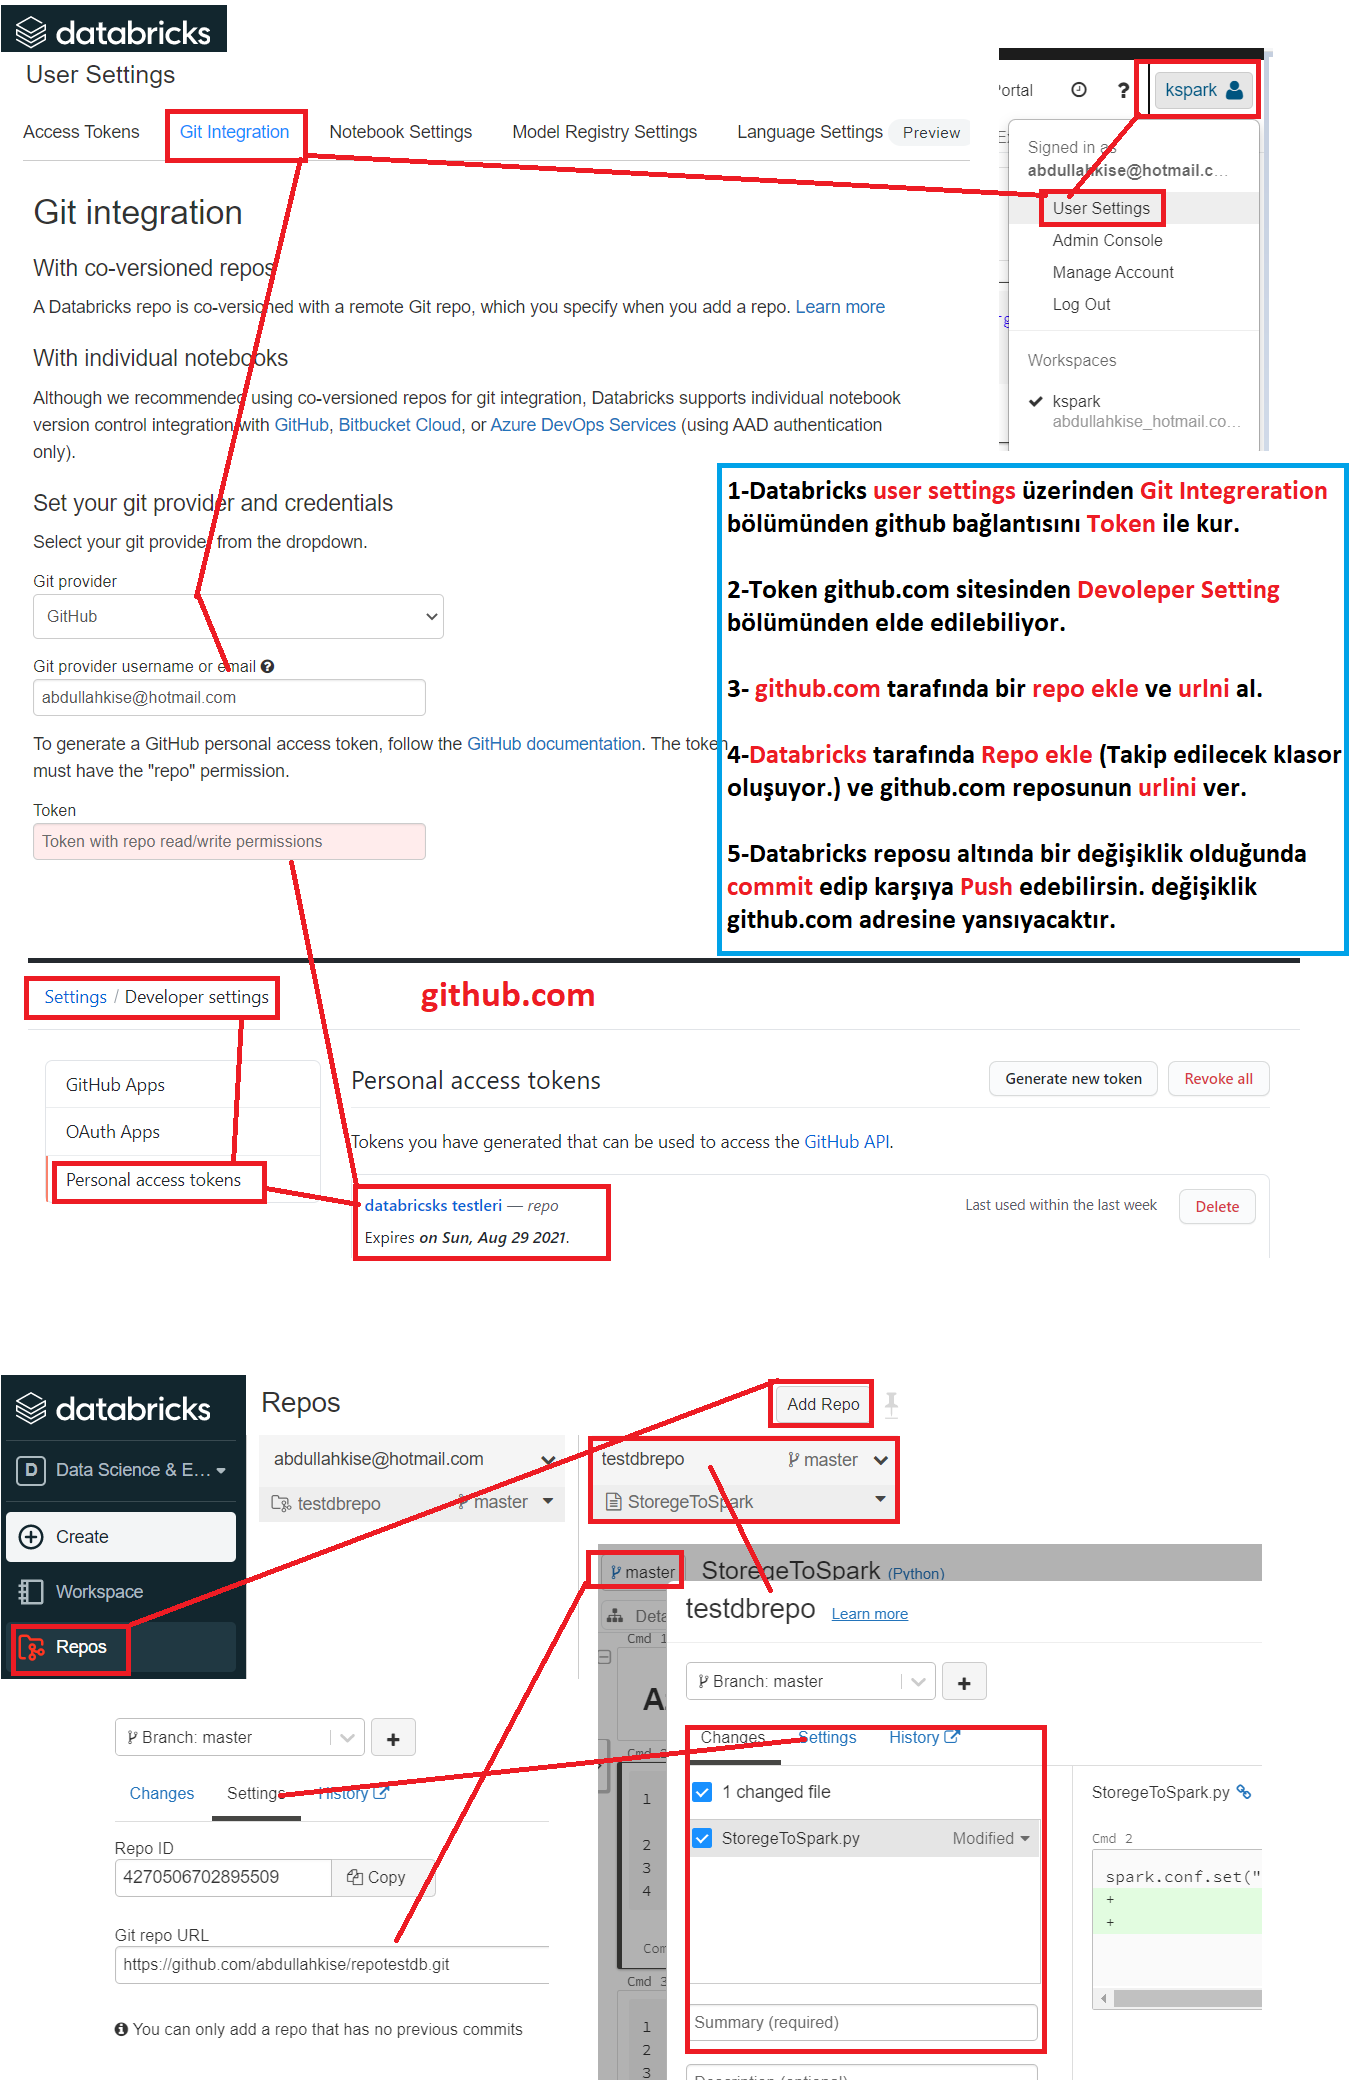 databricks
User Settings
Access Tokens
Git Integration
Notebook Settings
Model Registry Settings
Language Settings
Preview
Git integration
With co-versioned repos
A Databricks repo is co-versioned with a remote Git repo, which you specify when you add a repo. Learn more
With individual notebooks
Although we recommended using co-versioned repos for git integration, Databricks supports individual notebook
version control integration with GitHub, Bitbucket Cloud, or Azure DevOps Services (using AAD authentication
only).
Set your git provider and credentials
Select your git provider from the dropdown.
Git provider
GitHub
Git provider username or email
abdullahkise@hotmail.com
To generate a GitHub personal access token, follow the GitHub documentation. The token
must have the "repo" permission.
Token
Token with repo read/write permissions
Portal
?
kspark
Signed in as
abdullahkise@hotmail.c...
User Settings
Admin Console
Manage Account
Log Out
Workspaces
kspark
abdullahkise_hotmail.co...
1-Databricks user settings üzerinden Git Integreration
bölümünden github bağlantısını Token ile kur.
2-Token github.com sitesinden Devoleper Setting
bölümünden elde edilebiliyor.
3- github.com tarafında bir repo ekle ve urlni al.
4-Databricks tarafında Repo ekle (Takip edilecek klasor
oluşuyor.) ve github.com reposunun urlini ver.
5-Databricks reposu altında bir değişiklik olduğunda
commit edip karşıya Push edebilirsin. değişiklik
github.com adresine yansıyacaktır.
Settings / Developer settings
github.com
GitHub Apps
OAuth Apps
Personal access tokens
Personal access tokens
Generate new token
Revoke all
Tokens you have generated that can be used to access the GitHub API.
databricsks testleri — repo
Expires on Sun, Aug 29 2021.
Last used within the last week
Delete
databricks
D Data Science & E...
Create
Workspace
Repos
Repos
Add Repo
abdullahkise@hotmail.com
testdbrepo master
testdbrepo master
StoregeToSpark
master
StoregeToSpark (Python)
Deta
Cmd 1
A
Cmd 2
1
2
3
4
Com
Cmd 3
1
2
3
testdbrepo Learn more
Branch: master
+
Changes Settings History
1 changed file
StoregeToSpark.py Modified
Summary (required)
Description (optional)
StoregeToSpark.py
Cmd 2
spark.conf.set("
+
+
Branch: master
+
Changes Settings History
Repo ID
4270506702895509 Copy
Git repo URL
https://github.com/abdullahkise/repotestdb.git
You can only add a repo that has no previous commits